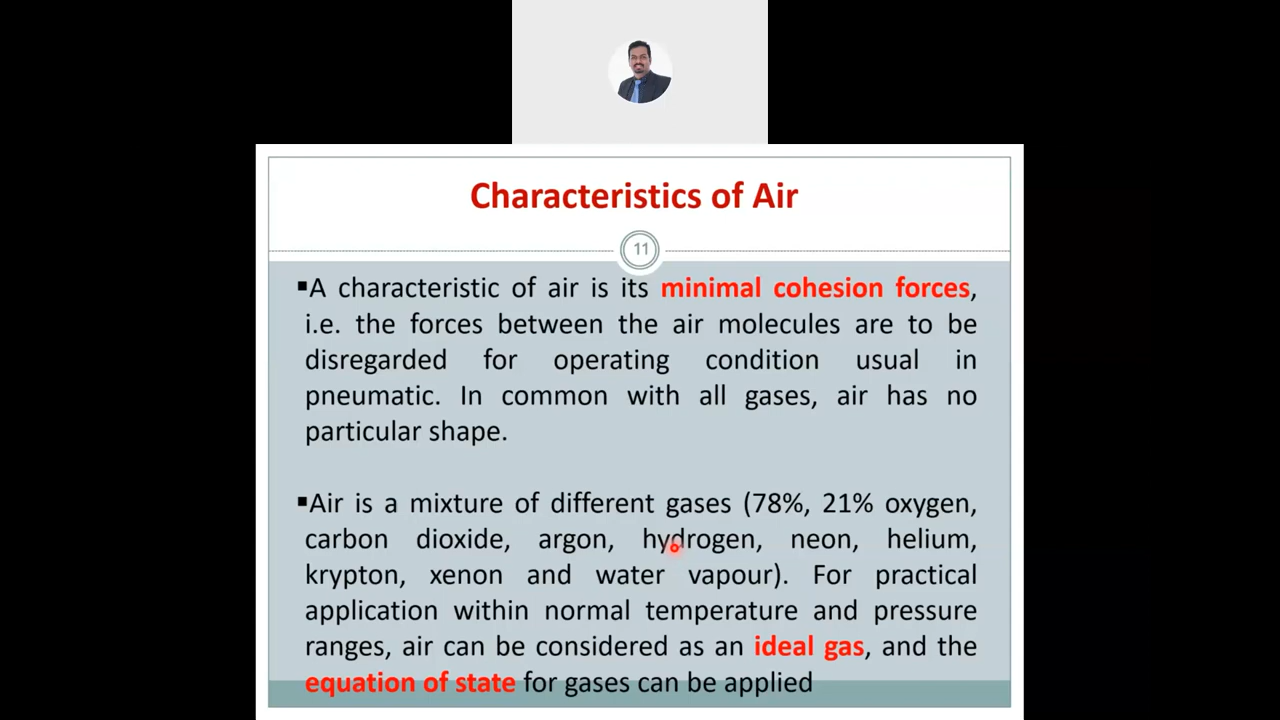 Characteristics of Air
11
▪A characteristic of air is its minimal cohesion forces,
i.e. the forces between the air molecules are to be
disregarded for operating condition usual in
pneumatic. In common with all gases, air has no
particular shape.
▪Air is a mixture of different gases (78%, 21% oxygen,
carbon dioxide, argon, hydrogen, neon, helium,
krypton, xenon and water vapour). For practical
application within normal temperature and pressure
ranges, air can be considered as an ideal gas, and the
equation of state for gases can be applied